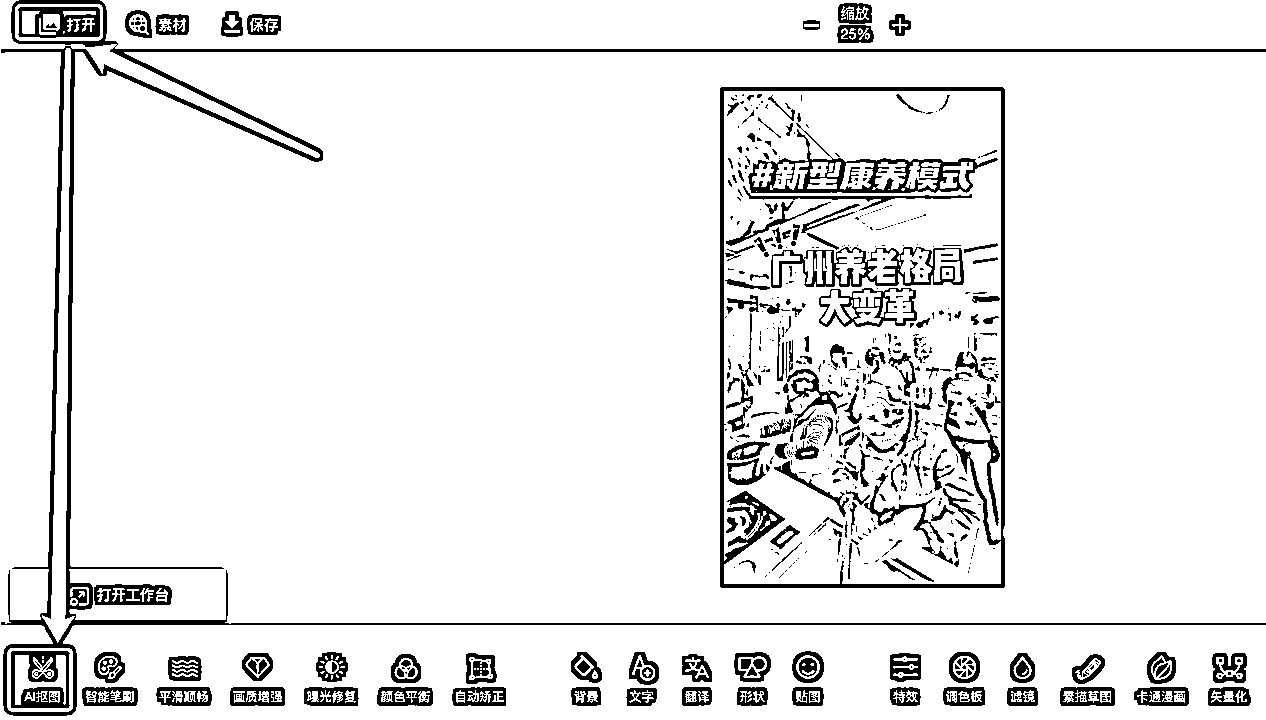 打开
素材
保存
缩放
25%
#新型康养模式
广州养老格局
大变革
打开工作台
AI抠图
智能笔刷
平滑顺畅
画质增强
曝光修复
颜色平衡
自动矫正
背景
文字
翻译
形状
贴图
特效
调色板
滤镜
素描草图
卡通漫画
矢量化